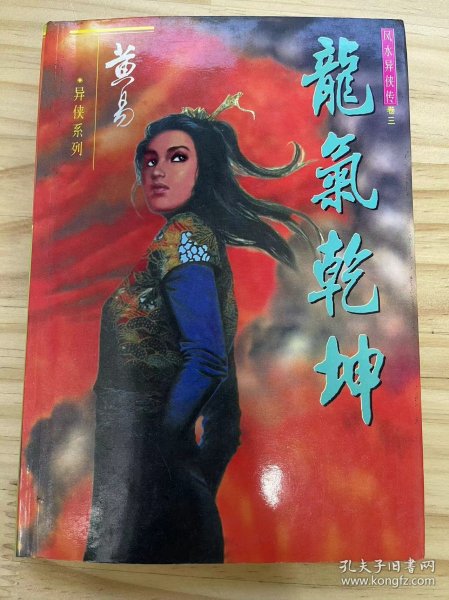 风水异侠传 卷三
龍氣乾坤
黄易
•异侠系列
孔夫子旧书网
www.kongfz.com